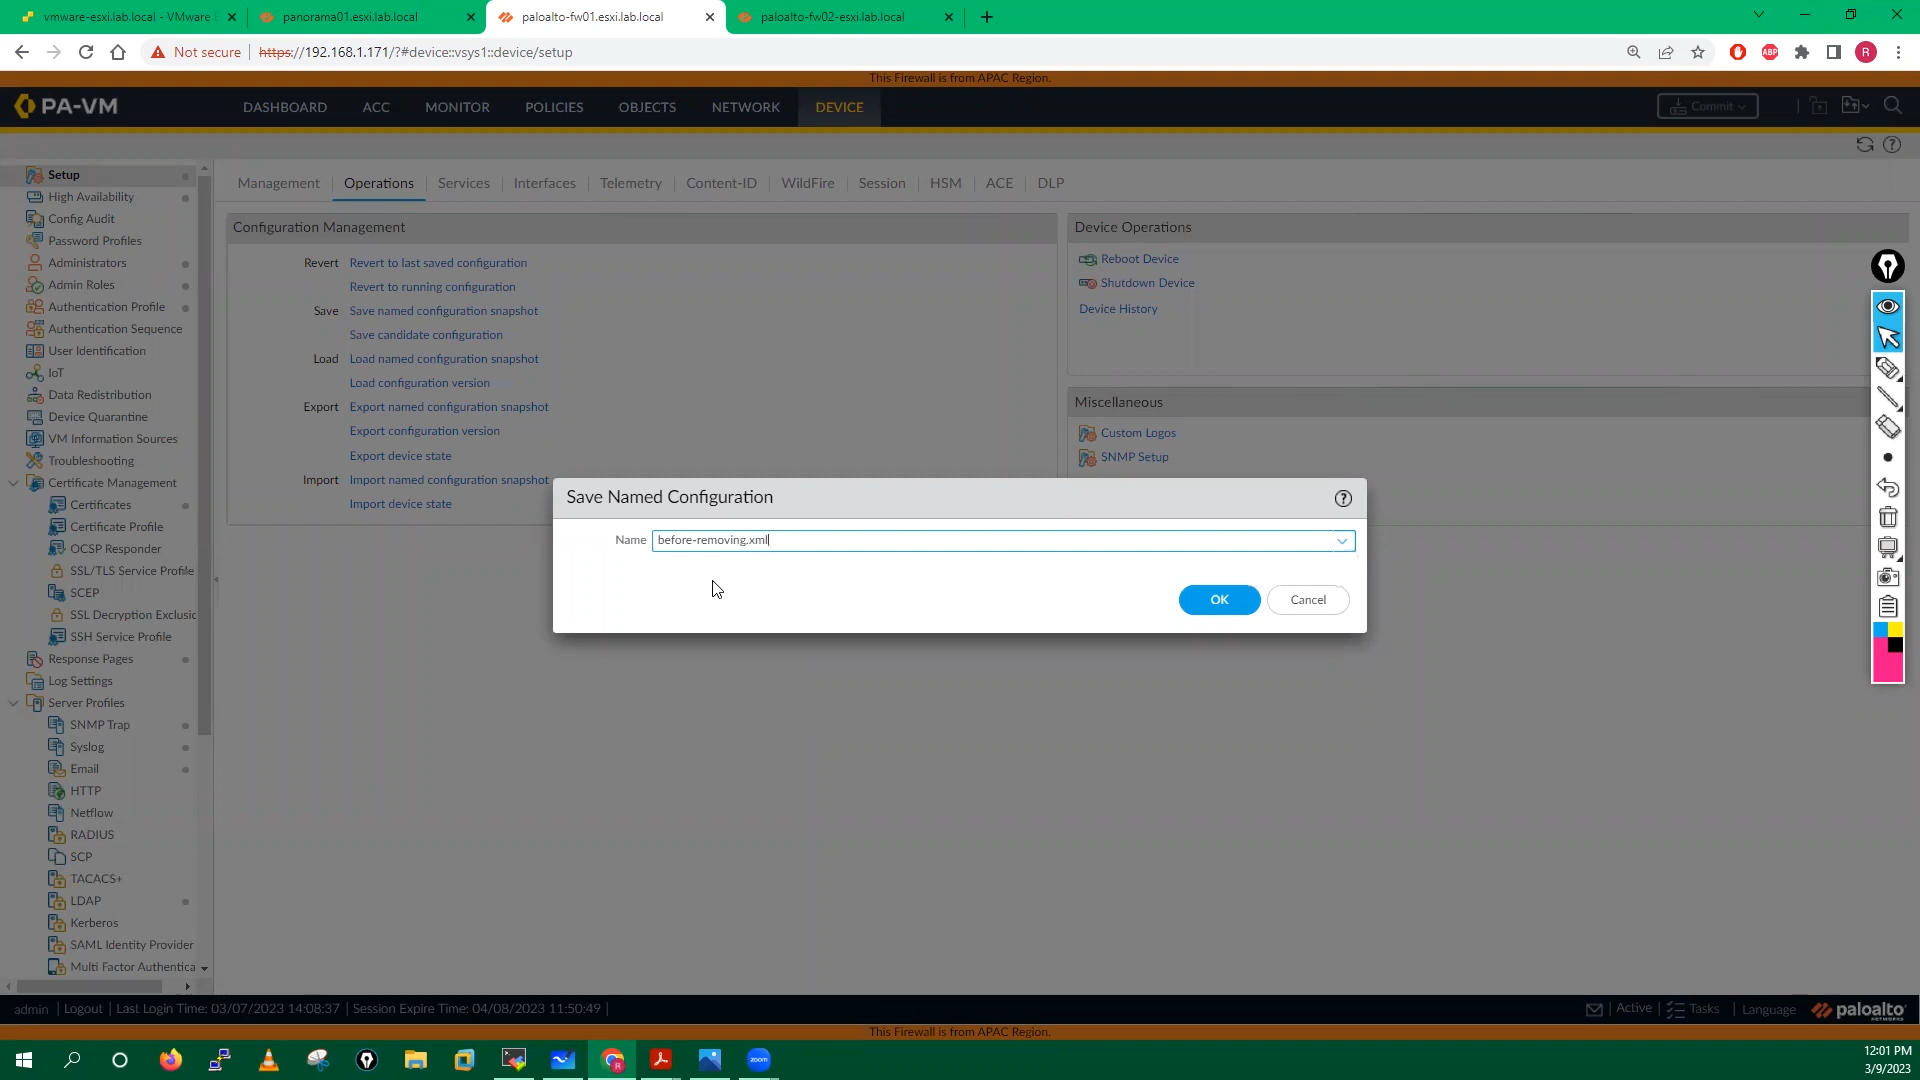 vmware-esxi.lab.local - VMware E
panorama01.esxi.lab.local
paloalto-fw01.esxi.lab.local
paloalto-fw02-esxi.lab.local
Not secure https://192.168.1.171/?#device::vsys1::device/setup
ABP
R
This Firewall is from APAC Region.
PA-VM
DASHBOARD ACC MONITOR POLICIES OBJECTS NETWORK DEVICE
Commit
Setup
High Availability
Config Audit
Password Profiles
Administrators
Admin Roles
Authentication Profile
Authentication Sequence
User Identification
IoT
Data Redistribution
Device Quarantine
VM Information Sources
Troubleshooting
Certificate Management
Certificates
Certificate Profile
OCSP Responder
SSL/TLS Service Profile
SCEP
SSL Decryption Exclusic
SSH Service Profile
Response Pages
Log Settings
Server Profiles
SNMP Trap
Syslog
Email
HTTP
Netflow
RADIUS
SCP
TACACS+
LDAP
Kerberos
SAML Identity Provider
Multi Factor Authentica
Management Operations Services Interfaces Telemetry Content-ID WildFire Session HSM ACE DLP
Configuration Management
Revert Revert to last saved configuration
Revert to running configuration
Save Save named configuration snapshot
Save candidate configuration
Load Load named configuration snapshot
Load configuration version
Export Export named configuration snapshot
Export configuration version
Export device state
Import Import named configuration snapshot
Import device state
Device Operations
Reboot Device
Shutdown Device
Device History
Miscellaneous
Custom Logos
SNMP Setup
Save Named Configuration
Name before-removing.xml
OK Cancel
admin | Logout | Last Login Time: 03/07/2023 14:08:37 | Session Expire Time: 04/08/2023 11:50:49 |
| Active | Tasks | Language paloalto
NETWORKS
This Firewall is from APAC Region.
zoom
12:01 PM
3/9/2023